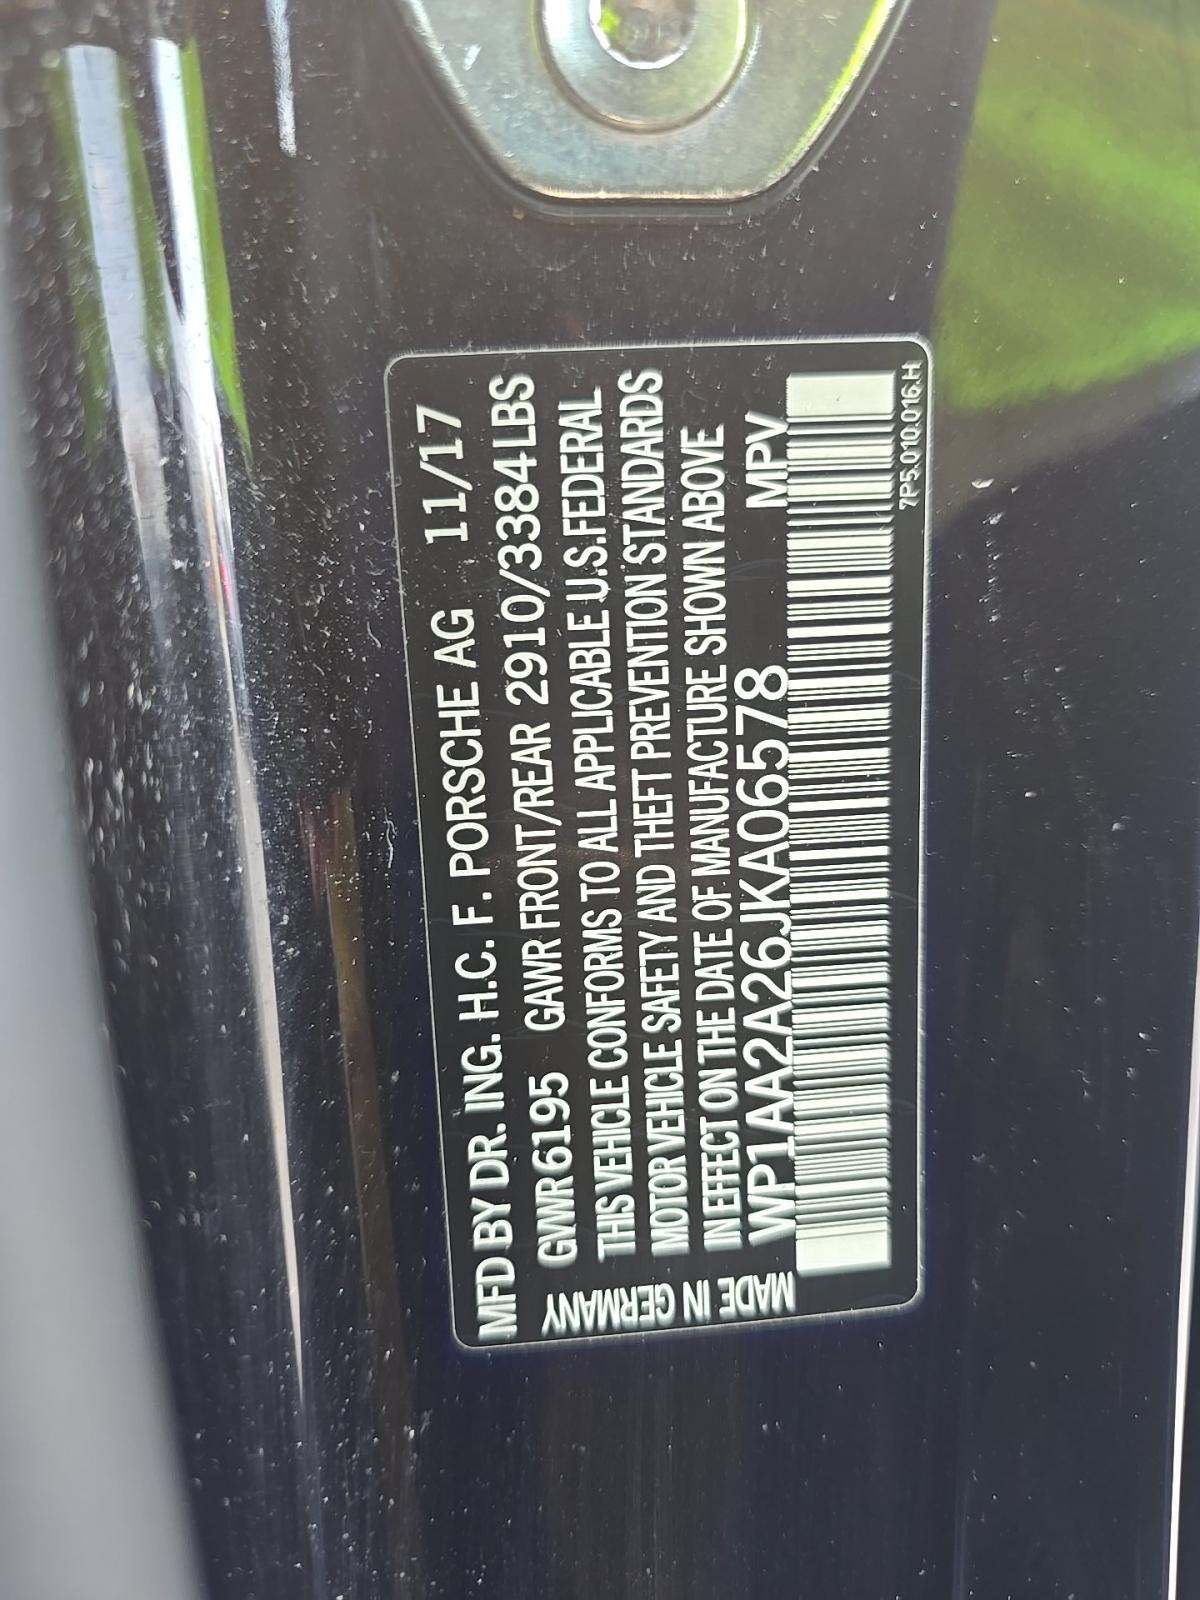 MFD BY DR. ING. H.C. F. PORSCHE AG 11/17
GVWR 6195 GAWR FRONT/REAR 2910/3384 LBS
THIS VEHICLE CONFORMS TO ALL APPLICABLE U.S.FEDERAL
MOTOR VEHICLE SAFETY AND THEFT PREVENTION STANDARDS
IN EFFECT ON THE DATE OF MANUFACTURE SHOWN ABOVE
WP1AA2A26JKA06578 MPV
MADE IN GERMANY
7P5.010.016.H